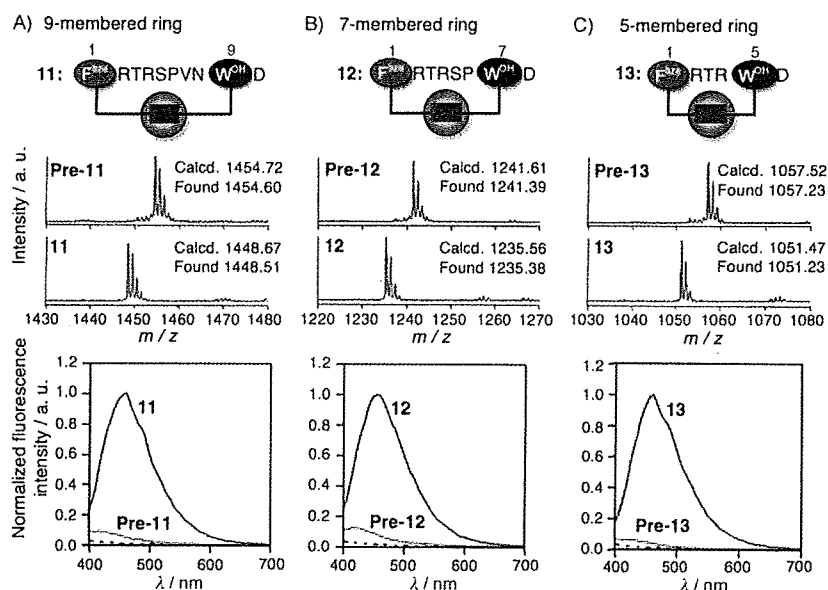 A) 9-membered ring
1 9
11: RTRSPVN W^OH D
Pre-11 Calcd. 1454.72
Found 1454.60
11 Calcd. 1448.67
Found 1448.51
Intensity / a. u.
1430 1440 1450 1460 1470 1480
m / z
Normalized fluorescence
intensity / a. u.
1.2
1.0
0.8
0.6
0.4
0.2
0.0
11
Pre-11
400 500 600 700
λ / nm
B) 7-membered ring
1 7
12: RTRSP W^OH D
Pre-12 Calcd. 1241.61
Found 1241.39
12 Calcd. 1235.56
Found 1235.38
1220 1230 1240 1250 1260 1270
m / z
1.2
1.0
0.8
0.6
0.4
0.2
0.0
12
Pre-12
400 500 600 700
λ / nm
C) 5-membered ring
1 5
13: RTR W^OH D
Pre-13 Calcd. 1057.52
Found 1057.23
13 Calcd. 1051.47
Found 1051.23
1030 1040 1050 1060 1070 1080
m / z
1.2
1.0
0.8
0.6
0.4
0.2
0.0
13
Pre-13
400 500 600 700
λ / nm